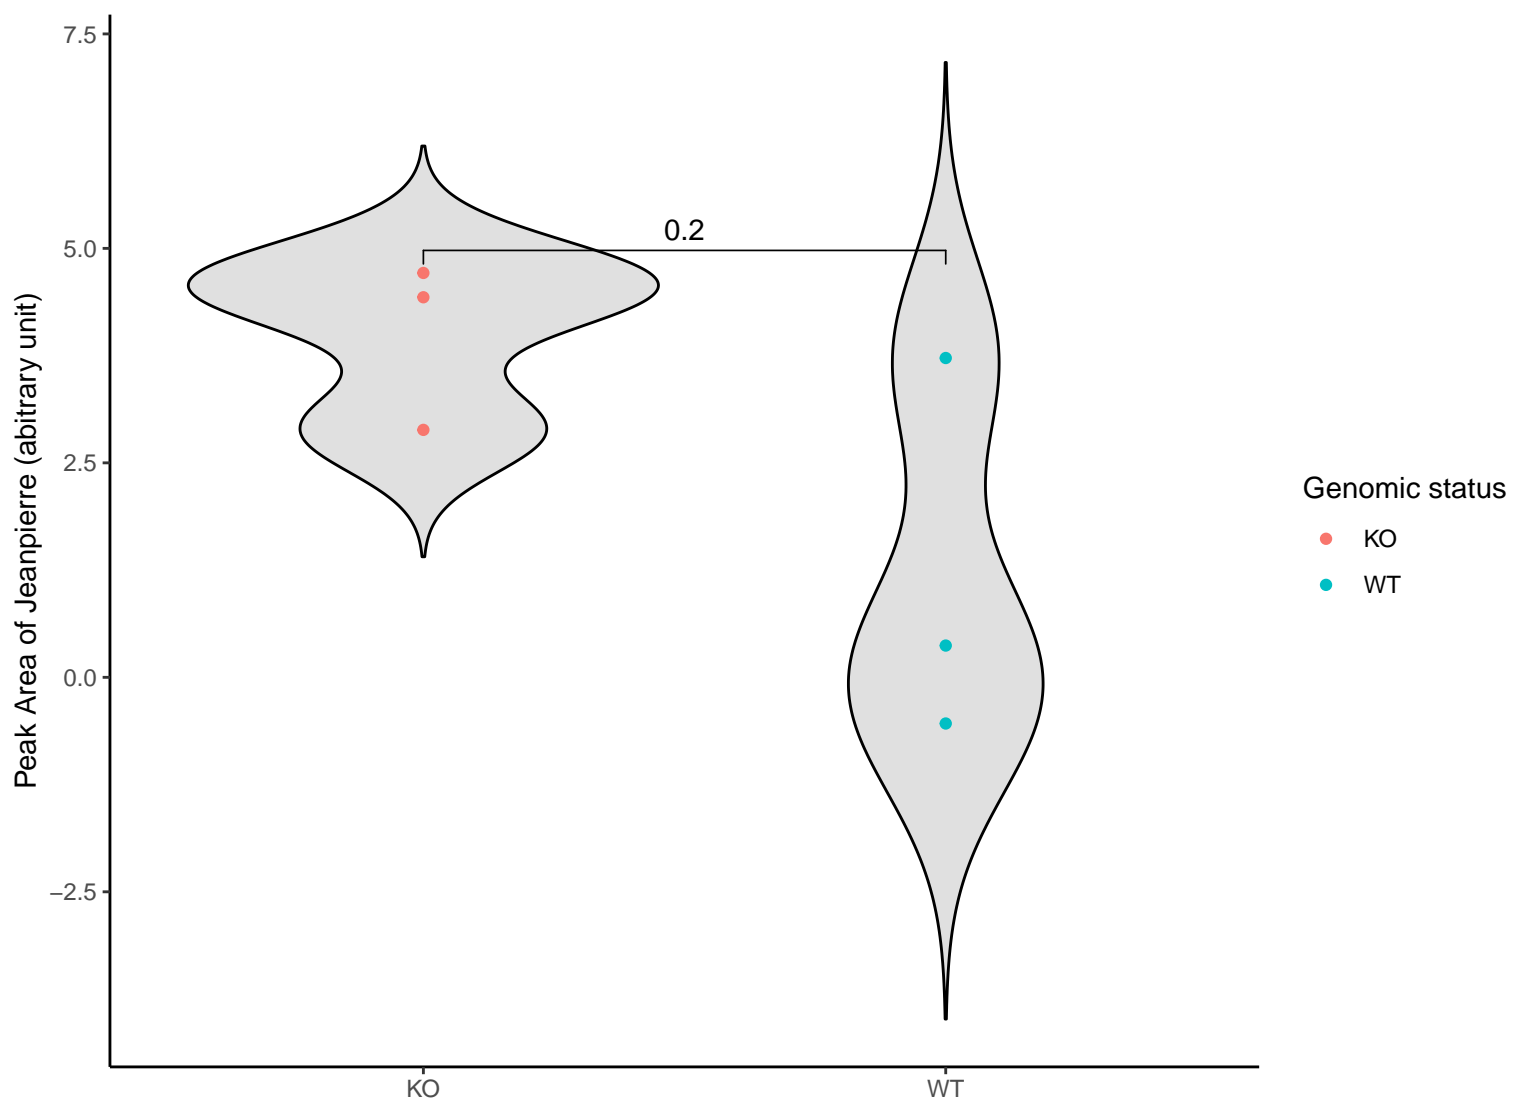 7.5
5.0
2.5
0.0
−2.5
Peak Area of Jeanpierre (abitrary unit)
0.2
KO
WT
Genomic status
KO
WT